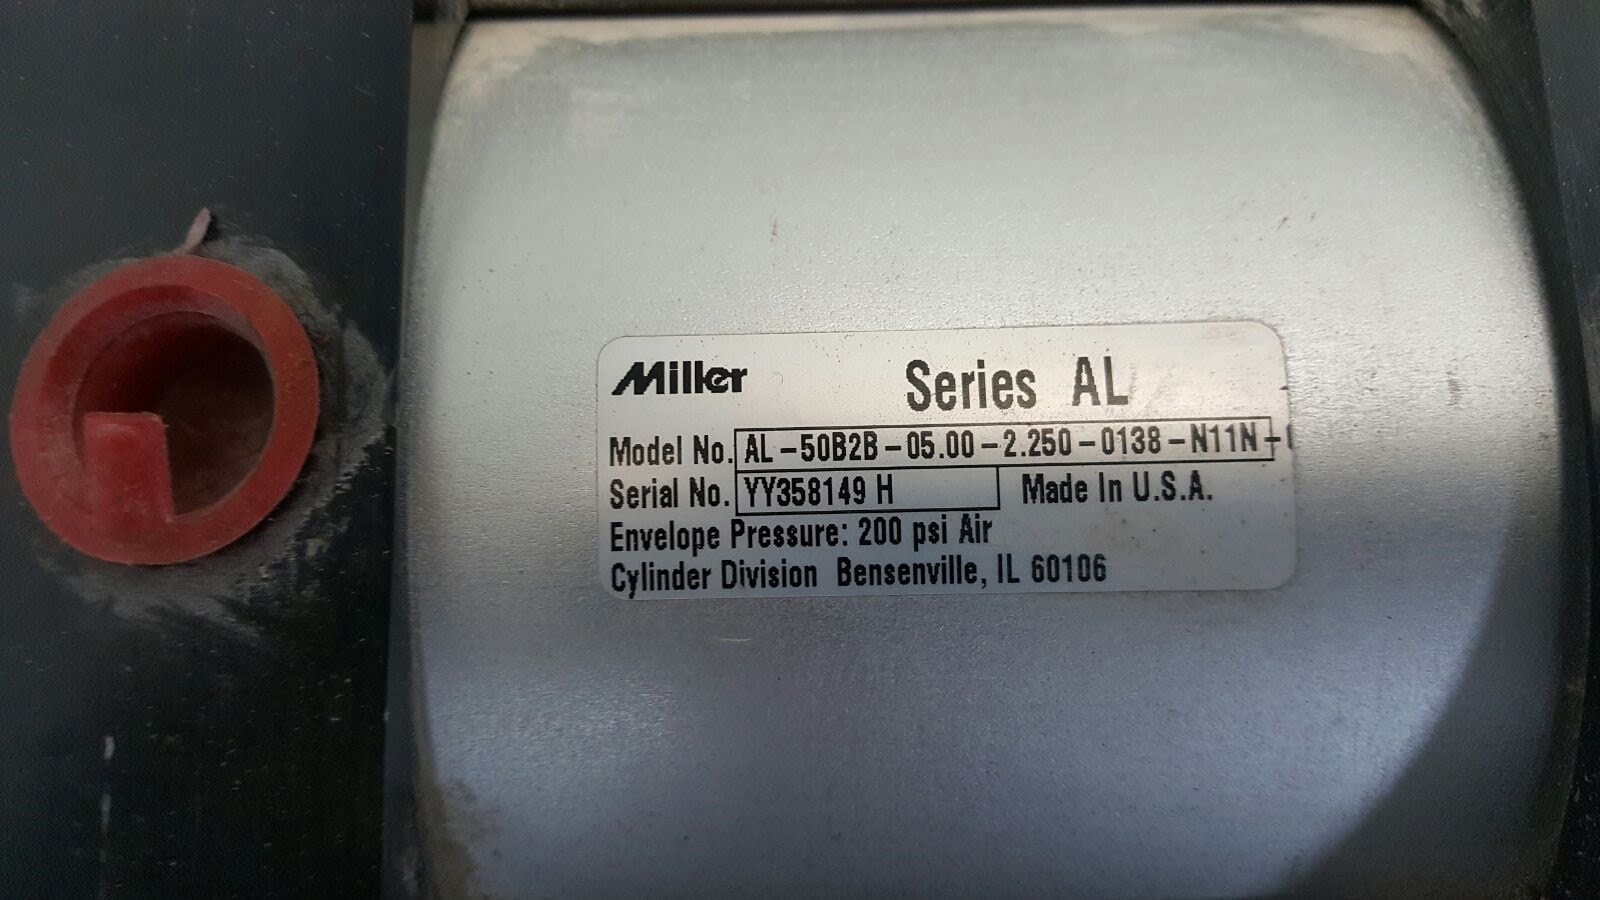 Miller Series AL
Model No. AL-50B2B-05.00-2.250-0138-N11N-
Serial No. YY358149 H Made In U.S.A.
Envelope Pressure: 200 psi Air
Cylinder Division Bensenville, IL 60106